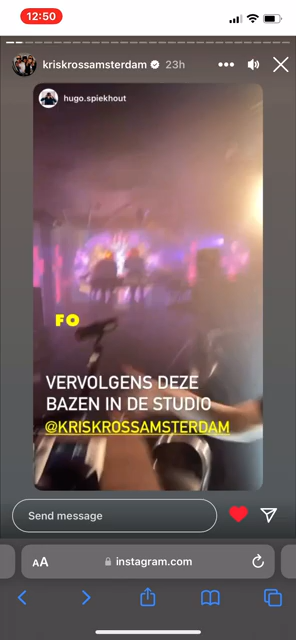 12:50
kriskrossamsterdam 23h
hugo.spiekhout
FO
VERVOLGENS DEZE
BAZEN IN DE STUDIO
@KRISKROSSAMSTERDAM
Send message
AA instagram.com